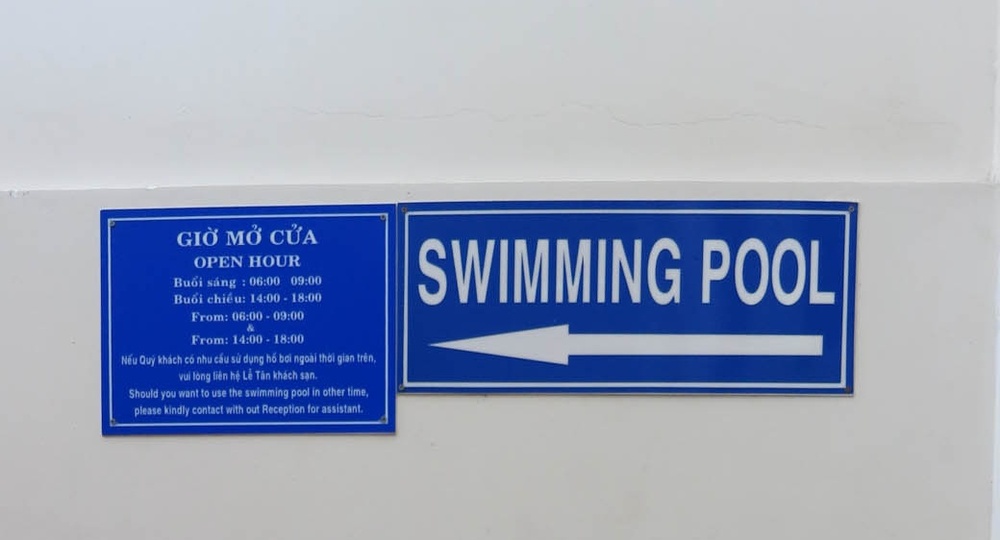 GIỜ MỞ CỬA
OPEN HOUR
Buổi sáng : 06:00 09:00
Buổi chiều: 14:00 - 18:00
From: 06:00 - 09:00
&
From: 14:00 - 18:00
Nếu Quý khách có nhu cầu sử dụng hồ bơi ngoài thời gian trên,
vui lòng liên hệ Lễ Tân khách sạn.
Should you want to use the swimming pool in other time,
please kindly contact with out Reception for assistant.
SWIMMING POOL